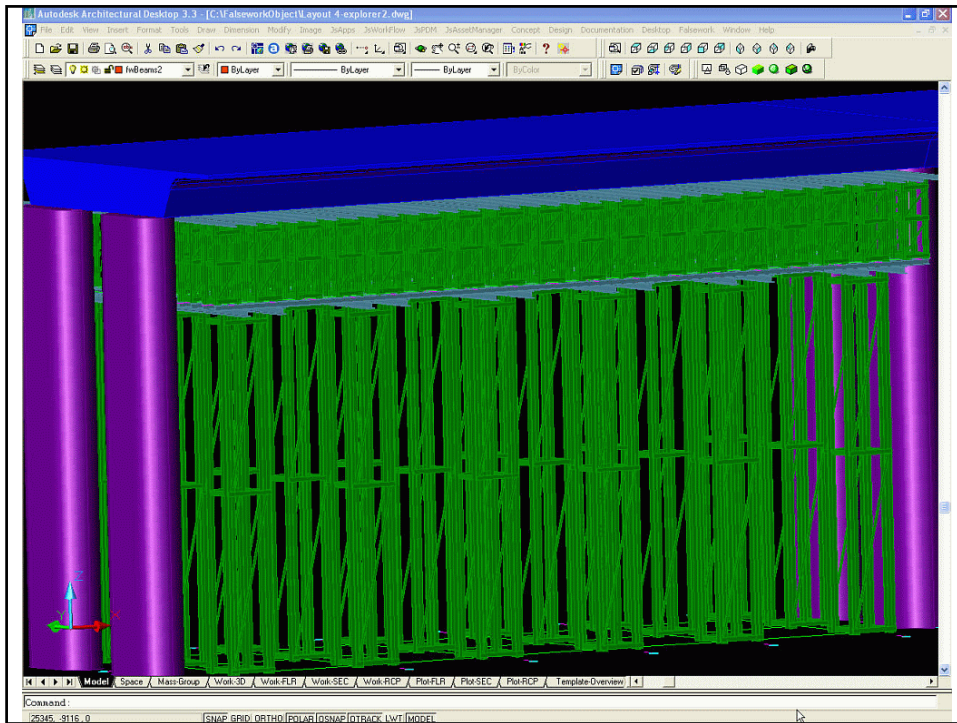 Autodesk Architectural Desktop 3.3 - [C:\FalseworkObject\Layout 4-explorer2.dwg]
File Edit View Insert Format Tools Draw Dimension Modify Image JsApps JsWorkFlow JsPDM JsAssetManager Concept Design Documentation Desktop Falsework Window Help
fwBeams2 ByLayer ByLayer ByLayer ByColor
Z
Y X
Model Space Mass-Group Work-3D Work-FLR Work-SEC Work-RCP Plot-FLR Plot-SEC Plot-RCP Template-Overview
Command:
25345, -9116, 0 SNAP GRID ORTHO POLAR OSNAP OTRACK LWT MODEL